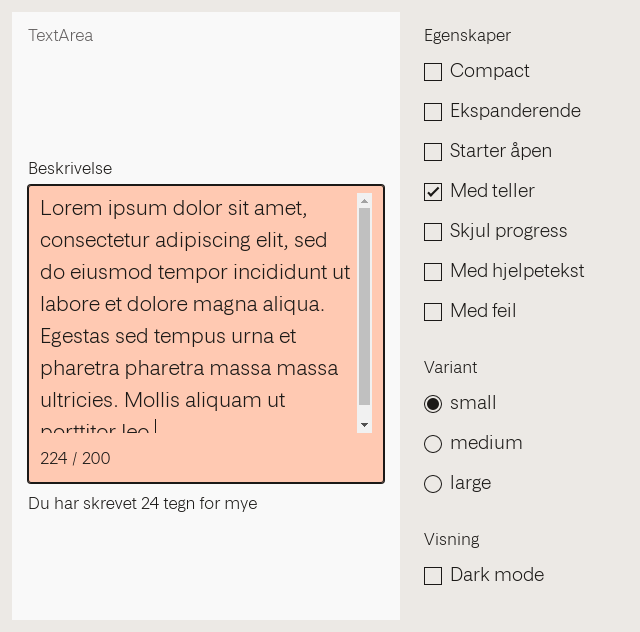 TextArea
Beskrivelse
Lorem ipsum dolor sit amet,
consectetur adipiscing elit, sed
do eiusmod tempor incididunt ut
labore et dolore magna aliqua.
Egestas sed tempus urna et
pharetra pharetra massa massa
ultricies. Mollis aliquam ut
porttitor leo
224 / 200
Du har skrevet 24 tegn for mye
Egenskaper
Compact
Ekspanderende
Starter åpen
Med teller
Skjul progress
Med hjelpetekst
Med feil
Variant
small
medium
large
Visning
Dark mode